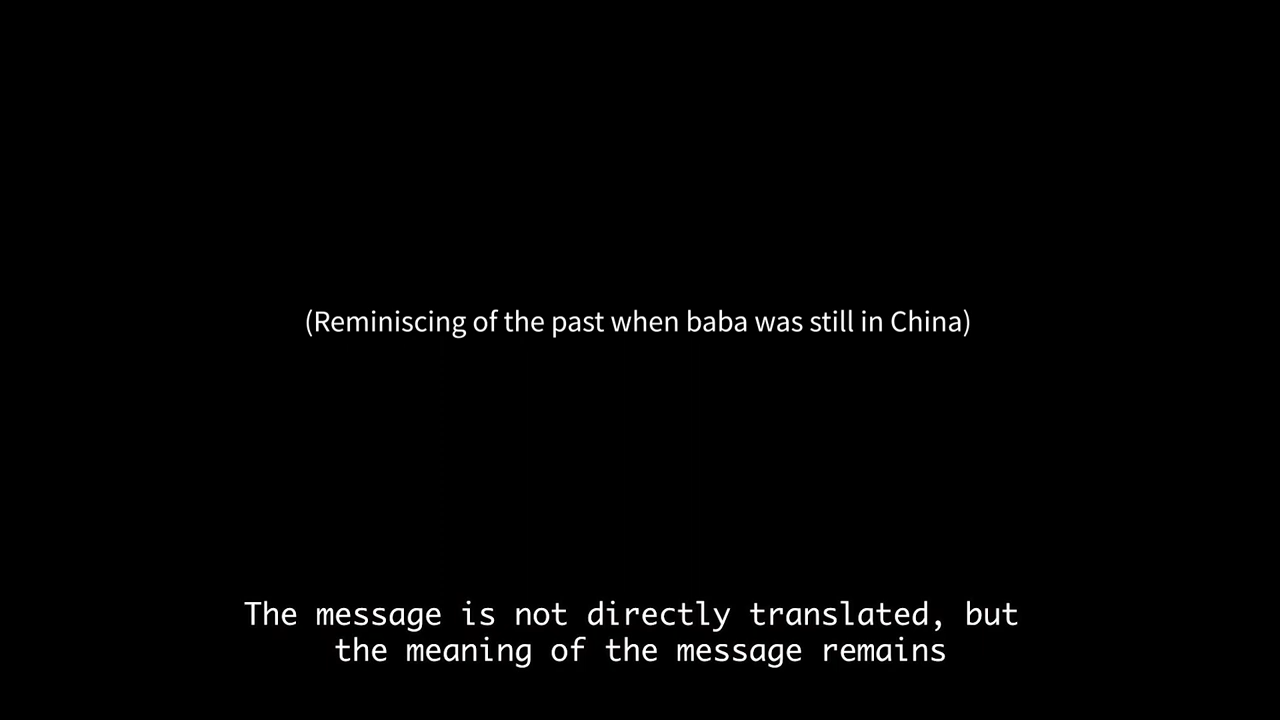 (Reminiscing of the past when baba was still in China)
The message is not directly translated, but
the meaning of the message remains